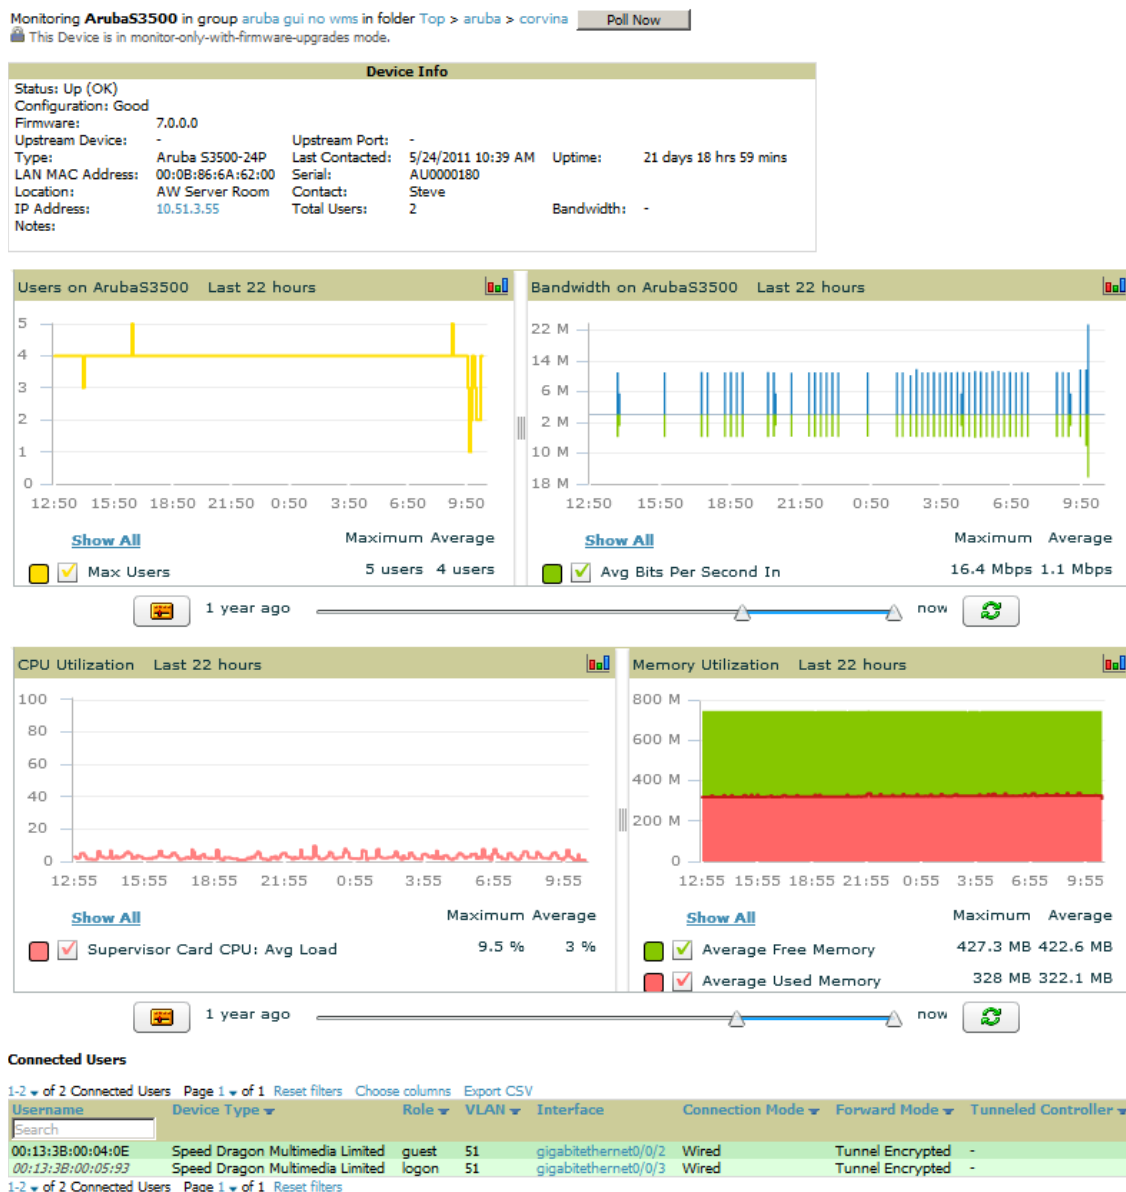 Monitoring ArubaS3500 in group aruba gui no wms in folder Top > aruba > corvina Poll Now
This Device is in monitor-only-with-firmware-upgrades mode.
Device Info
Status: Up (OK)
Configuration: Good
Firmware: 7.0.0.0
Upstream Device: - Upstream Port: -
Type: Aruba S3500-24P Last Contacted: 5/24/2011 10:39 AM Uptime: 21 days 18 hrs 59 mins
LAN MAC Address: 00:0B:86:6A:62:00 Serial: AU0000180
Location: AW Server Room Contact: Steve
IP Address: 10.51.3.55 Total Users: 2 Bandwidth: -
Notes:
Users on ArubaS3500 Last 22 hours
5
4
3
2
1
0
12:50 15:50 18:50 21:50 0:50 3:50 6:50 9:50
Show All Maximum Average
Max Users 5 users 4 users
Bandwidth on ArubaS3500 Last 22 hours
22 M
14 M
6 M
2 M
10 M
18 M
12:50 15:50 18:50 21:50 0:50 3:50 6:50 9:50
Show All Maximum Average
Avg Bits Per Second In 16.4 Mbps 1.1 Mbps
1 year ago now
CPU Utilization Last 22 hours
100
80
60
40
20
0
12:55 15:55 18:55 21:55 0:55 3:55 6:55 9:55
Show All Maximum Average
Supervisor Card CPU: Avg Load 9.5 % 3 %
Memory Utilization Last 22 hours
800 M
600 M
400 M
200 M
0
12:55 15:55 18:55 21:55 0:55 3:55 6:55 9:55
Show All Maximum Average
Average Free Memory 427.3 MB 422.6 MB
Average Used Memory 328 MB 322.1 MB
1 year ago now
Connected Users
1-2 of 2 Connected Users Page 1 of 1 Reset filters Choose columns Export CSV
Username Device Type Role VLAN Interface Connection Mode Forward Mode Tunneled Controller
Search
00:13:3B:00:04:0E Speed Dragon Multimedia Limited guest 51 gigabitethernet0/0/2 Wired Tunnel Encrypted -
00:13:3B:00:05:93 Speed Dragon Multimedia Limited logon 51 gigabitethernet0/0/3 Wired Tunnel Encrypted -
1-2 of 2 Connected Users Page 1 of 1 Reset filters